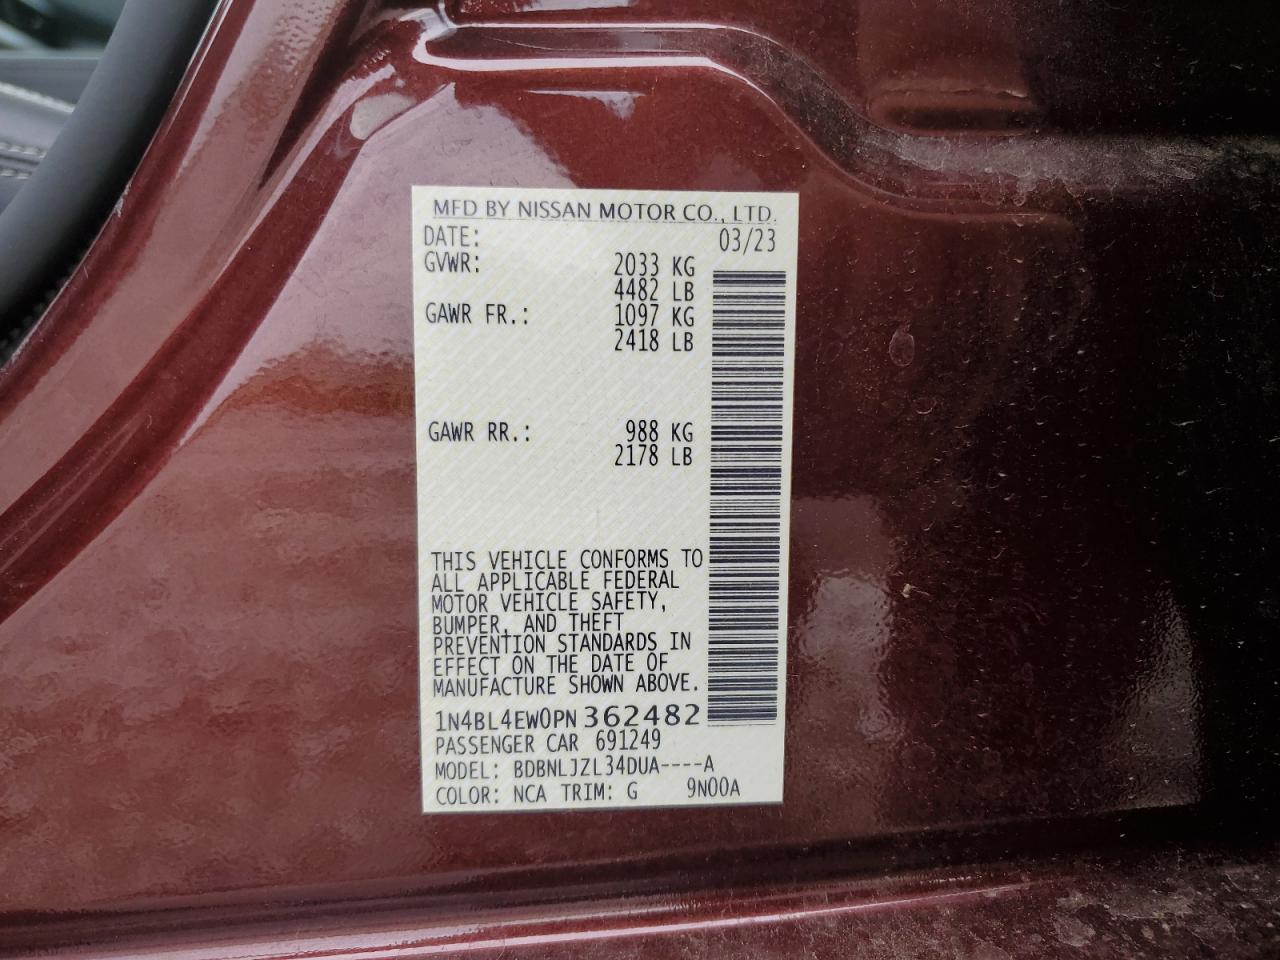 MFD BY NISSAN MOTOR CO., LTD.
DATE: 03/23
GVWR: 2033 KG
4482 LB
GAWR FR.: 1097 KG
2418 LB
GAWR RR.: 988 KG
2178 LB
THIS VEHICLE CONFORMS TO
ALL APPLICABLE FEDERAL
MOTOR VEHICLE SAFETY,
BUMPER, AND THEFT
PREVENTION STANDARDS IN
EFFECT ON THE DATE OF
MANUFACTURE SHOWN ABOVE.
1N4BL4EW0PN362482
PASSENGER CAR 691249
MODEL: BDBNLJZL34DUA----A
COLOR: NCA TRIM: G 9N00A